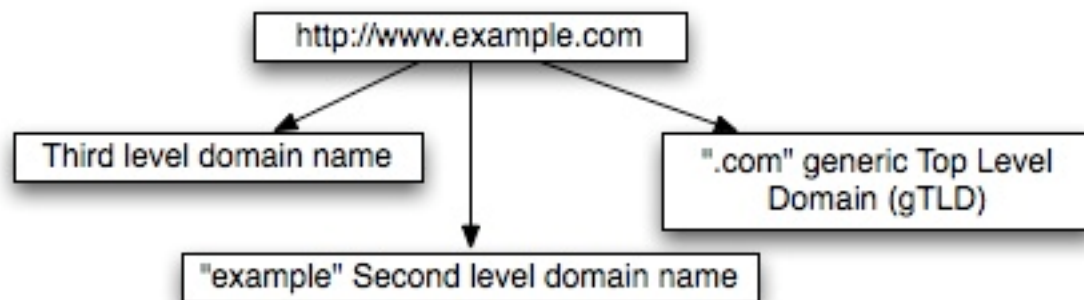 http://www.example.com
Third level domain name
".com" generic Top Level
Domain (gTLD)
"example" Second level domain name